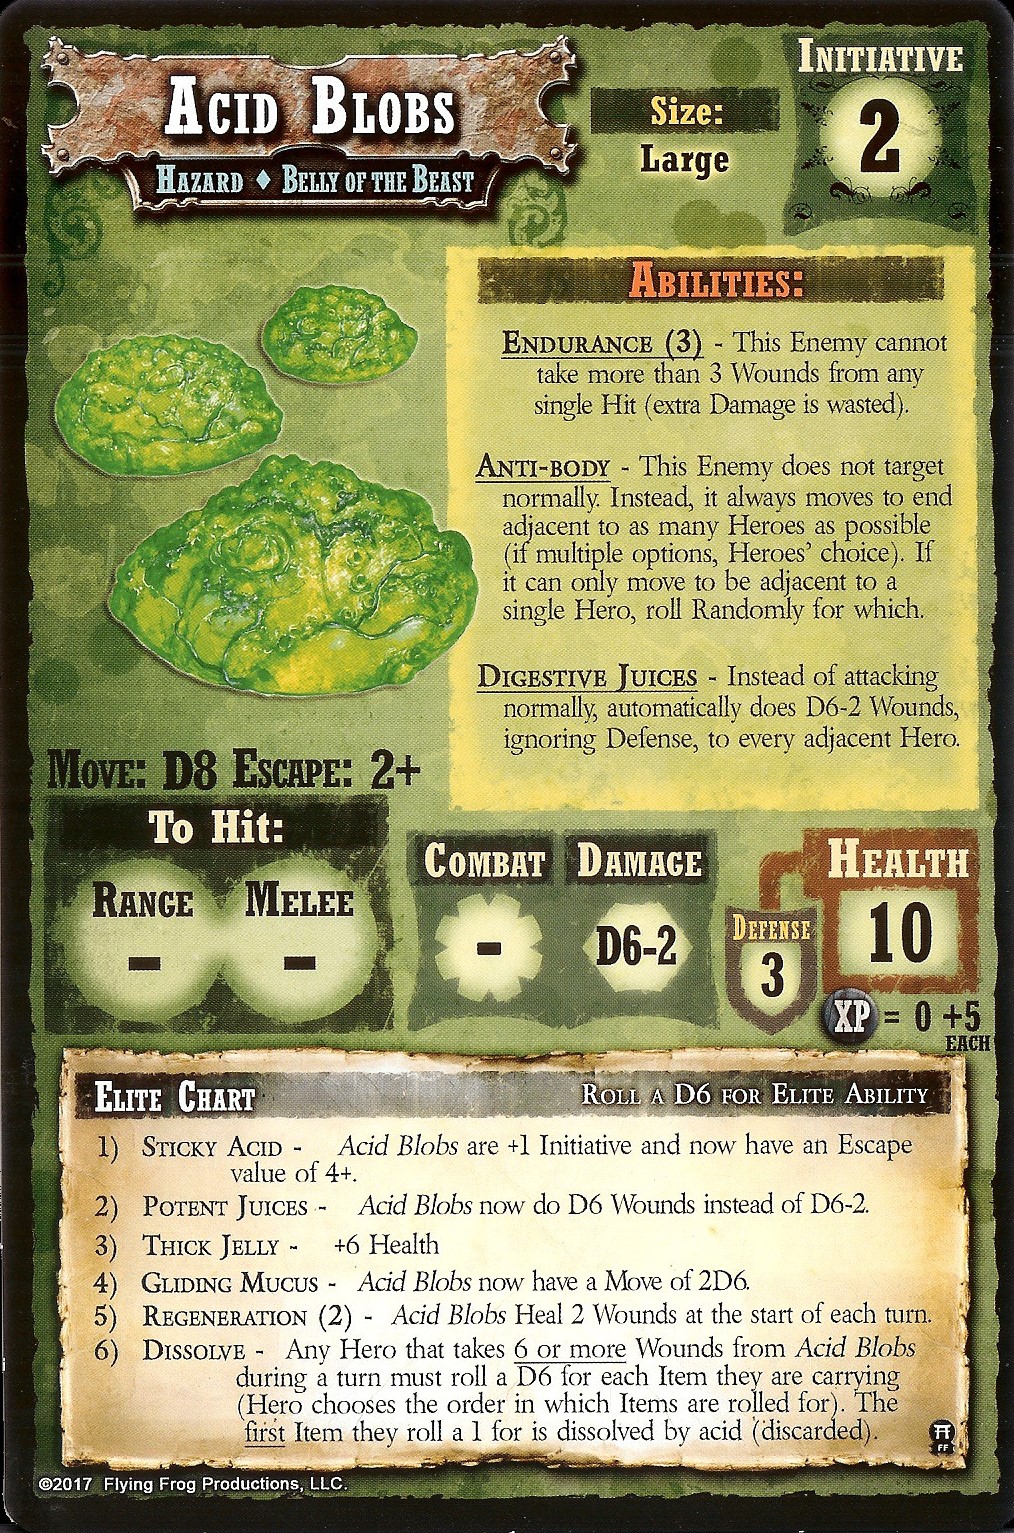 Acid Blobs
Hazard ♦ Belly of the Beast
Size:
Large
Initiative
2
Abilities:
Endurance (3) - This Enemy cannot
take more than 3 Wounds from any
single Hit (extra Damage is wasted).
Anti-body - This Enemy does not target
normally. Instead, it always moves to end
adjacent to as many Heroes as possible
(if multiple options, Heroes' choice). If
it can only move to be adjacent to a
single Hero, roll Randomly for which.
Digestive Juices - Instead of attacking
normally, automatically does D6-2 Wounds,
ignoring Defense, to every adjacent Hero.
Move: D8 Escape: 2+
To Hit:
Range Melee
- -
Combat
-
Damage
D6-2
Defense
3
Health
10
XP = 0 +5
EACH
Elite Chart Roll a D6 for Elite Ability
1) Sticky Acid - Acid Blobs are +1 Initiative and now have an Escape
value of 4+.
2) Potent Juices - Acid Blobs now do D6 Wounds instead of D6-2.
3) Thick Jelly - +6 Health
4) Gliding Mucus - Acid Blobs now have a Move of 2D6.
5) Regeneration (2) - Acid Blobs Heal 2 Wounds at the start of each turn.
6) Dissolve - Any Hero that takes 6 or more Wounds from Acid Blobs
during a turn must roll a D6 for each Item they are carrying
(Hero chooses the order in which Items are rolled for). The
first Item they roll a 1 for is dissolved by acid (discarded).
FF
©2017 Flying Frog Productions, LLC.